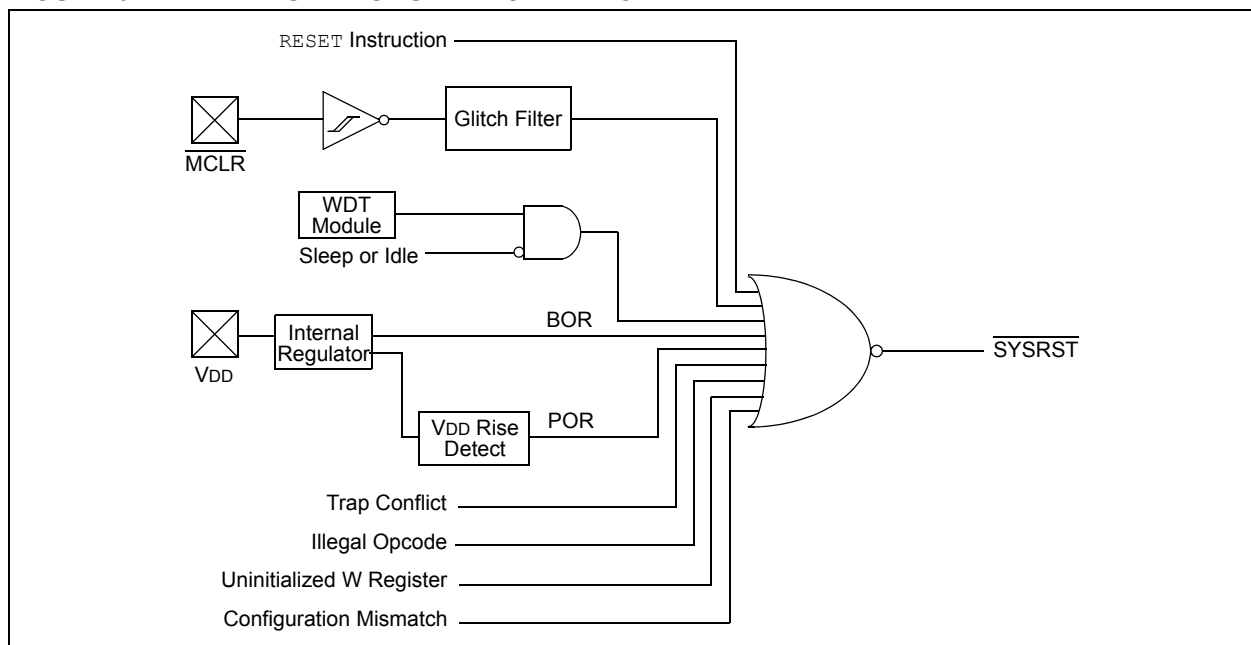 RESET Instruction
Glitch Filter
MCLR
WDT
Module
Sleep or Idle
BOR
Internal
Regulator
SYSRST
VDD
POR
VDD Rise
Detect
Trap Conflict
Illegal Opcode
Uninitialized W Register
Configuration Mismatch